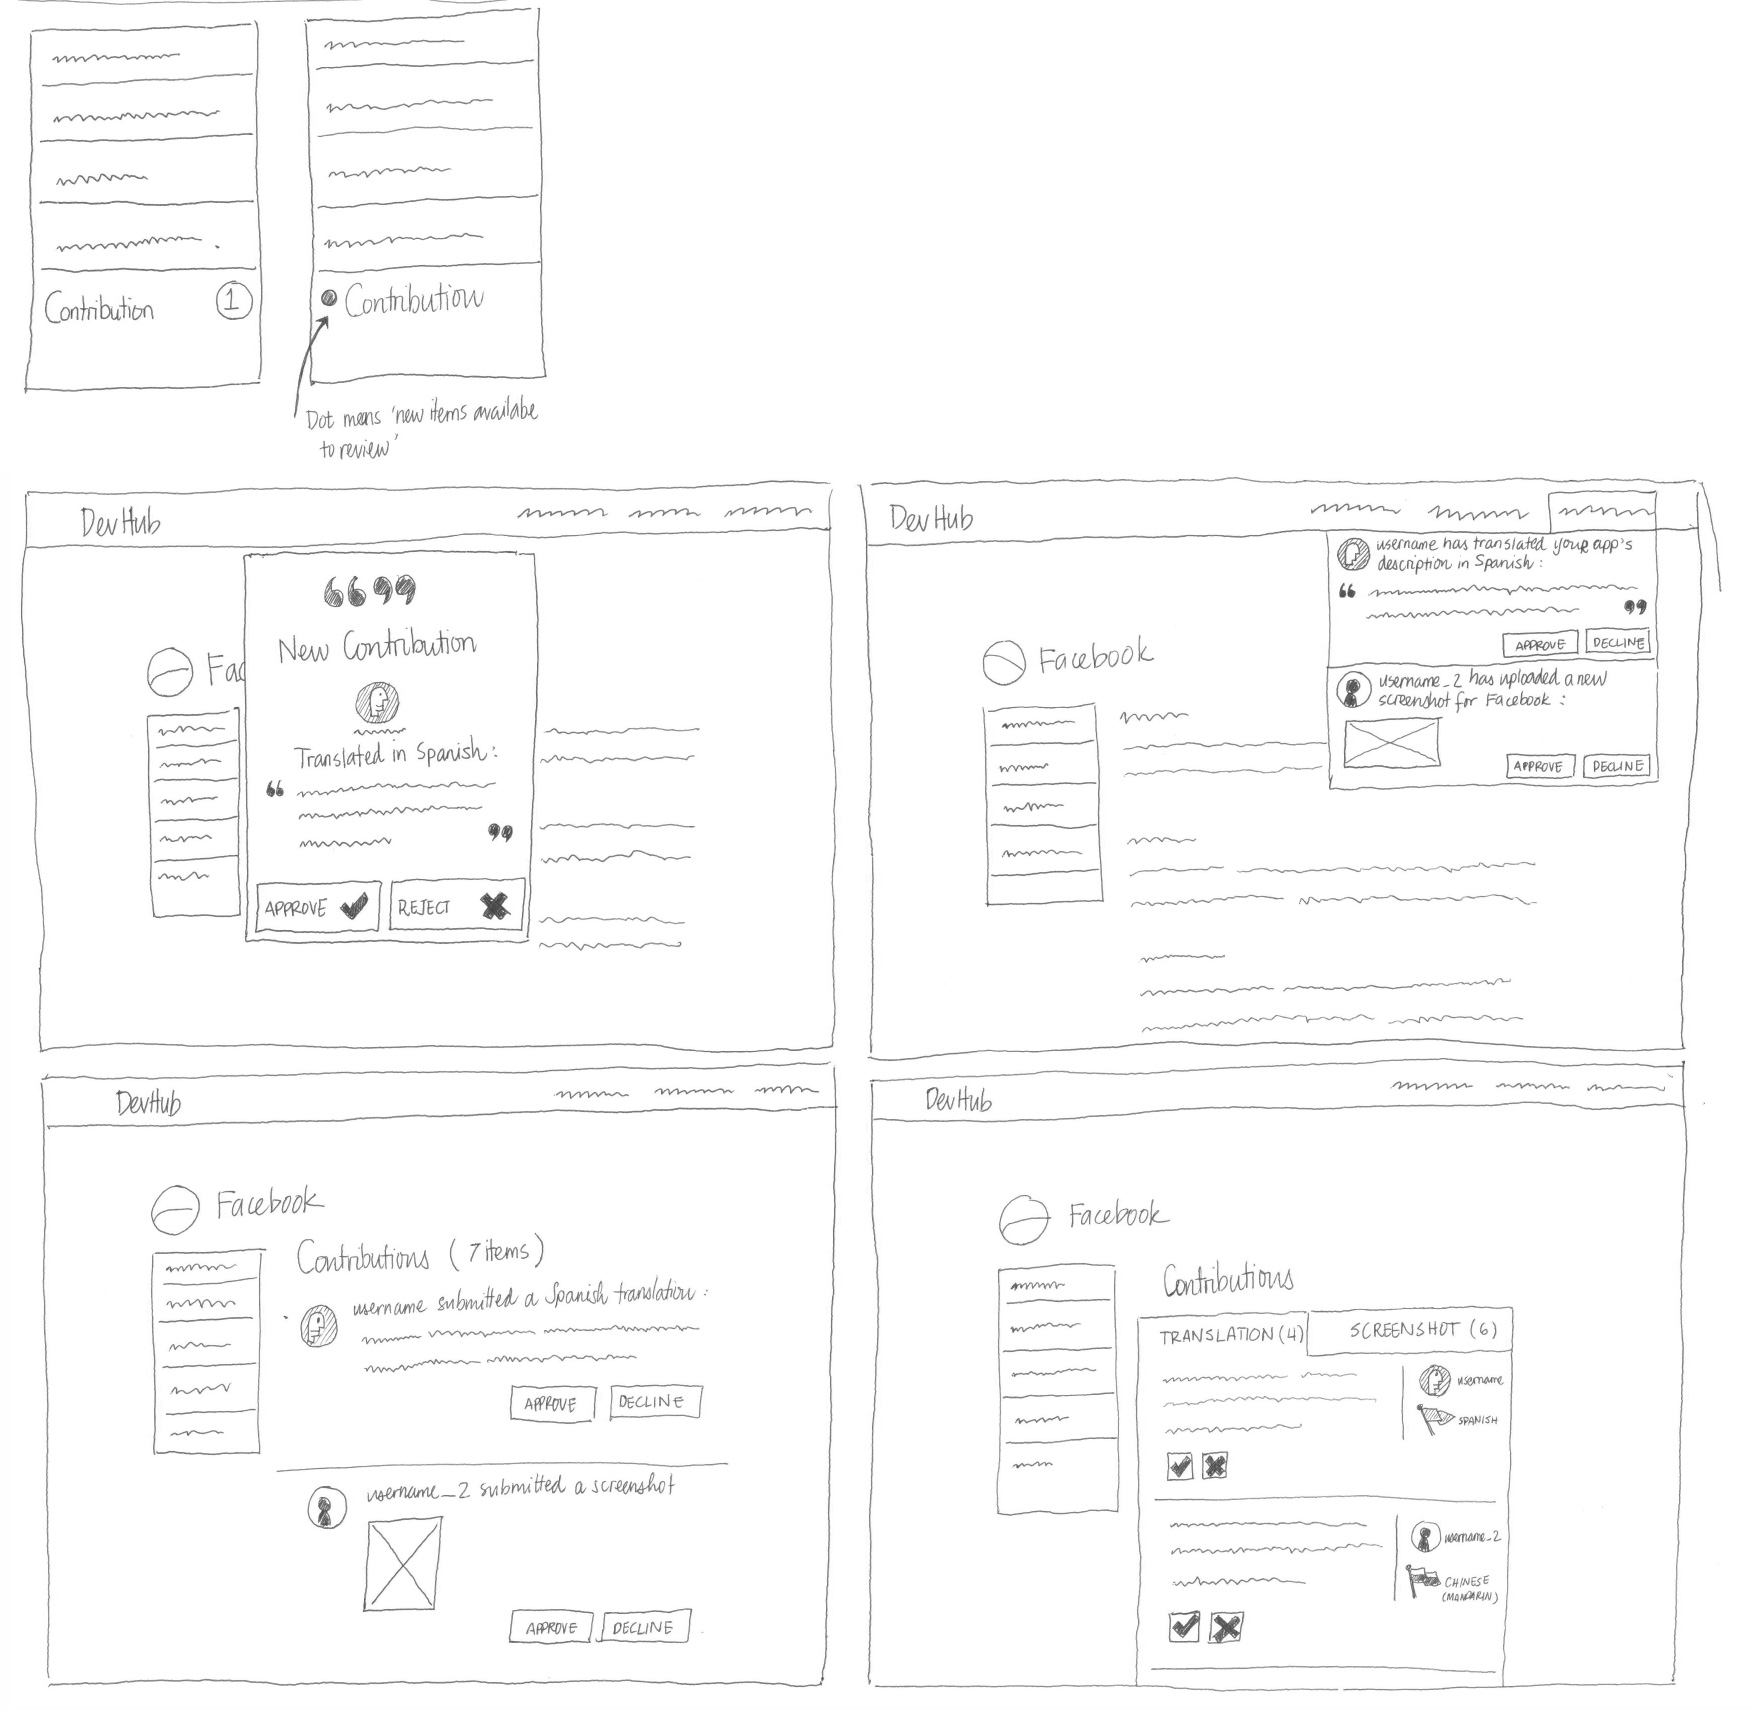 Contribution 1
Contribution
Dot means 'new items availabe
to review'
DevHub
Fac
“ ”
New Contribution
Translated in Spanish:
“
”
APPROVE ✔
REJECT ✖
DevHub
username has translated your app's
description in Spanish:
“
”
APPROVE DECLINE
username_2 has uploaded a new
screenshot for Facebook:
APPROVE DECLINE
Facebook
DevHub
Facebook
Contributions (7 items)
username submitted a Spanish translation:
APPROVE DECLINE
username_2 submitted a screenshot
APPROVE DECLINE
DevHub
Facebook
Contributions
TRANSLATION (4) SCREENSHOT (6)
username
SPANISH
username_2
CHINESE
(MANDARIN)